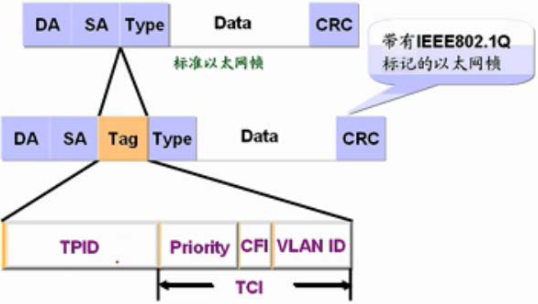 DA SA Type Data CRC
标准以太网帧
带有IEEE802.1Q
标记的以太网帧
DA SA Tag Type Data CRC
TPID Priority CFI VLAN ID
TCI